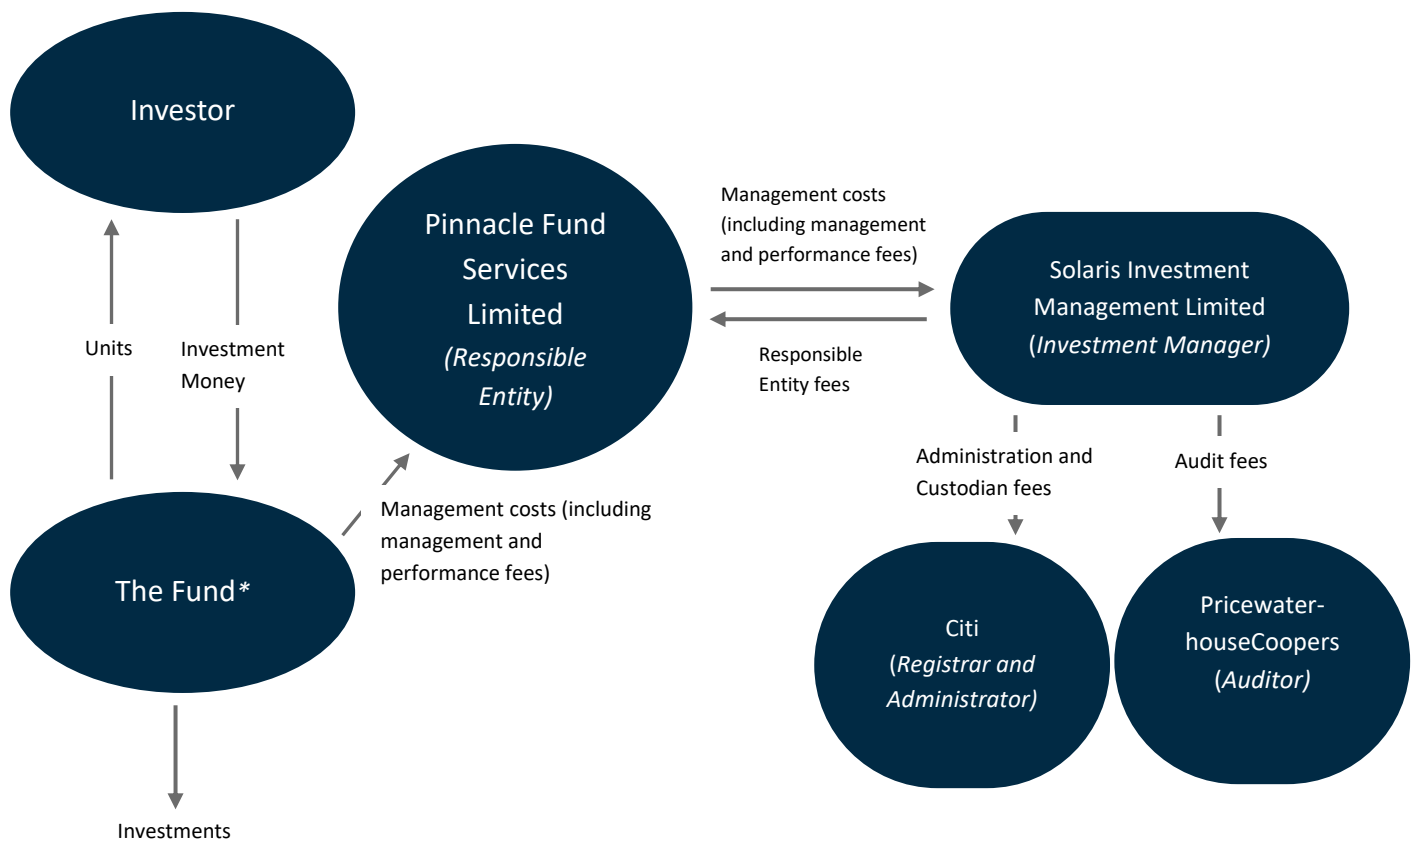 Investor
Pinnacle Fund
Services
Limited
(Responsible
Entity)
Management costs
(including management
and performance fees)
Solaris Investment
Management Limited
(Investment Manager)
Units
Investment
Money
Responsible
Entity fees
Administration and
Custodian fees
Audit fees
Management costs (including
management and
performance fees)
The Fund*
Citi
(Registrar and
Administrator)
Pricewater-
houseCoopers
(Auditor)
Investments